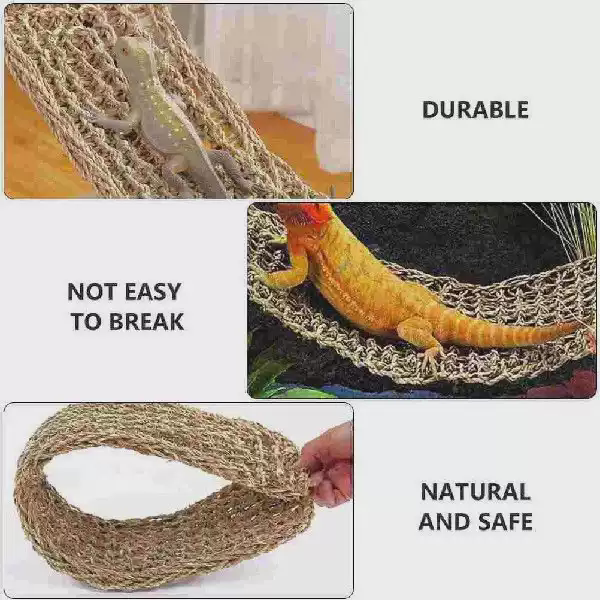 DURABLE
NOT EASY
TO BREAK
NATURAL
AND SAFE